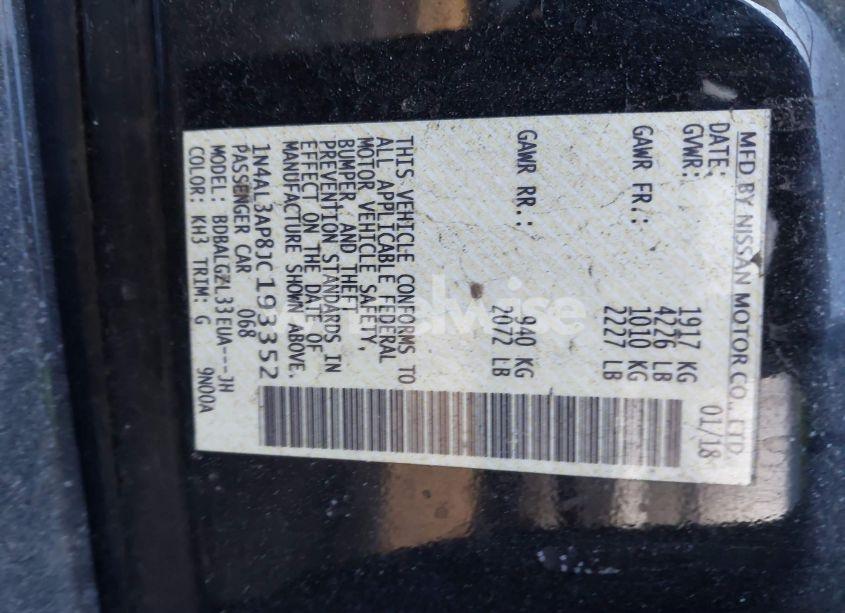 MFD BY NISSAN MOTOR CO., LTD.
DATE: 01/18
GVWR: 1917 KG
4226 LB
GAWR FR.: 1010 KG
2227 LB
GAWR RR.: 940 KG
2072 LB
THIS VEHICLE CONFORMS TO
ALL APPLICABLE FEDERAL
MOTOR VEHICLE SAFETY,
BUMPER, AND THEFT
PREVENTION STANDARDS IN
EFFECT ON THE DATE OF
MANUFACTURE SHOWN ABOVE.
1N4AL3AP8JC193352
PASSENGER CAR 068
MODEL: BDBALGZL33EUA---JH
COLOR: KH3 TRIM: G 9N00A